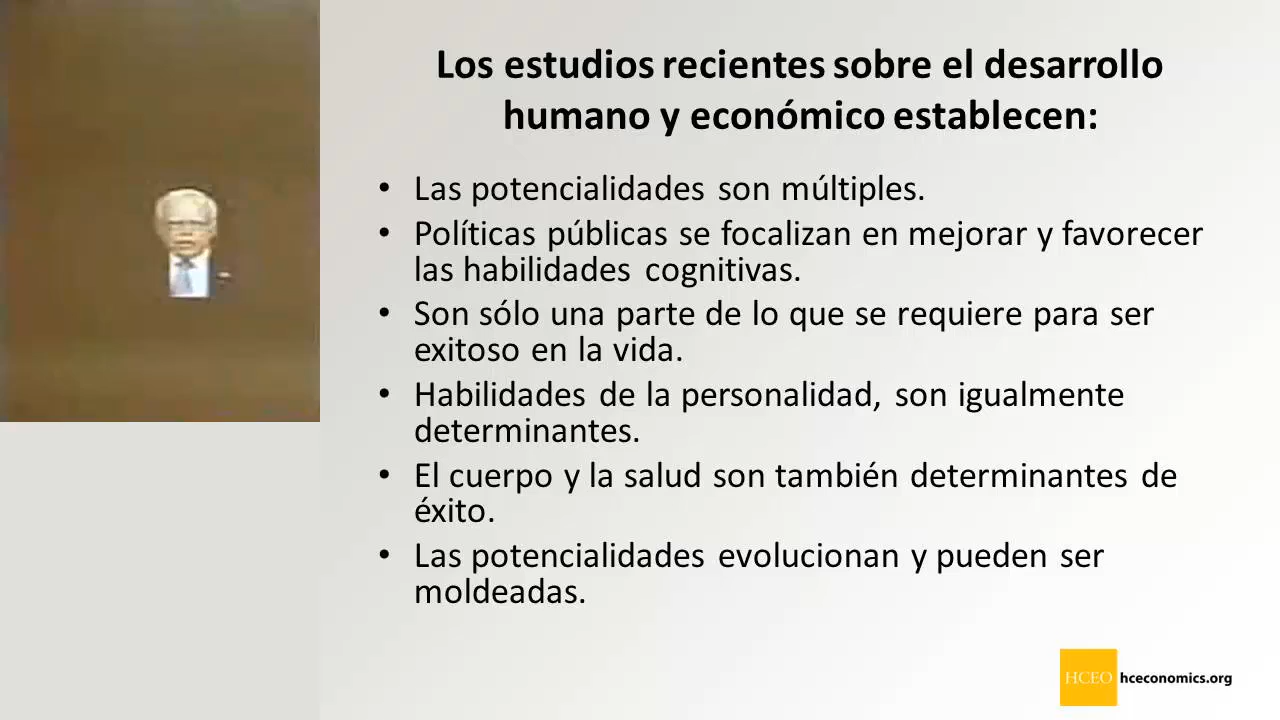 Los estudios recientes sobre el desarrollo
humano y económico establecen:
• Las potencialidades son múltiples.
• Políticas públicas se focalizan en mejorar y favorecer
las habilidades cognitivas.
• Son sólo una parte de lo que se requiere para ser
exitoso en la vida.
• Habilidades de la personalidad, son igualmente
determinantes.
• El cuerpo y la salud son también determinantes de
éxito.
• Las potencialidades evolucionan y pueden ser
moldeadas.
HCEO hceconomics.org